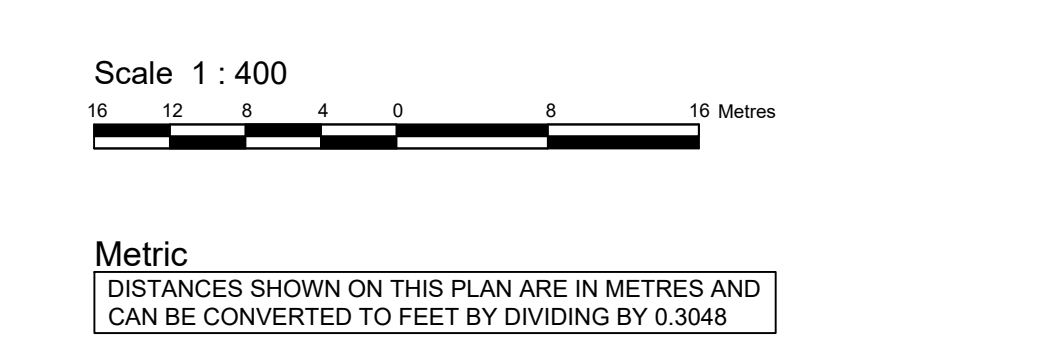 Scale 1 : 400
16 12 8 4 0 8 16 Metres
Metric
DISTANCES SHOWN ON THIS PLAN ARE IN METRES AND
CAN BE CONVERTED TO FEET BY DIVIDING BY 0.3048